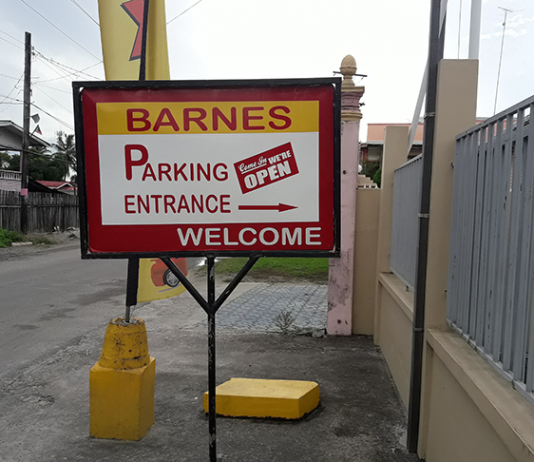 BARNES
PARKING
Come In WE'RE
OPEN
ENTRANCE
WELCOME